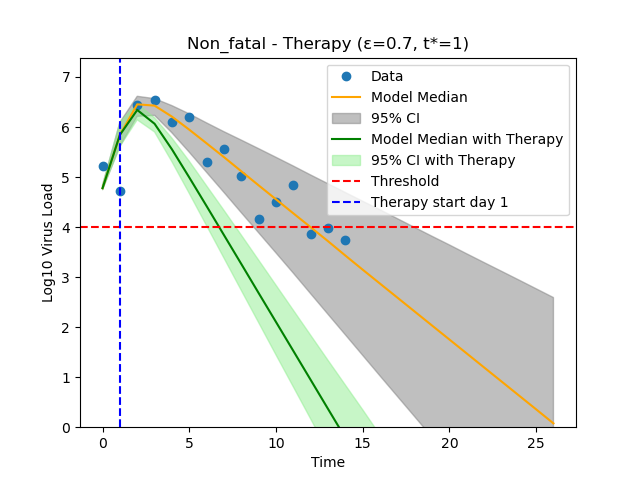 Non_fatal - Therapy (ε=0.7, t*=1)
Data
Model Median
95% CI
Model Median with Therapy
95% CI with Therapy
Threshold
Therapy start day 1
Log10 Virus Load
7
6
5
4
3
2
1
0
0
5
10
15
20
25
Time